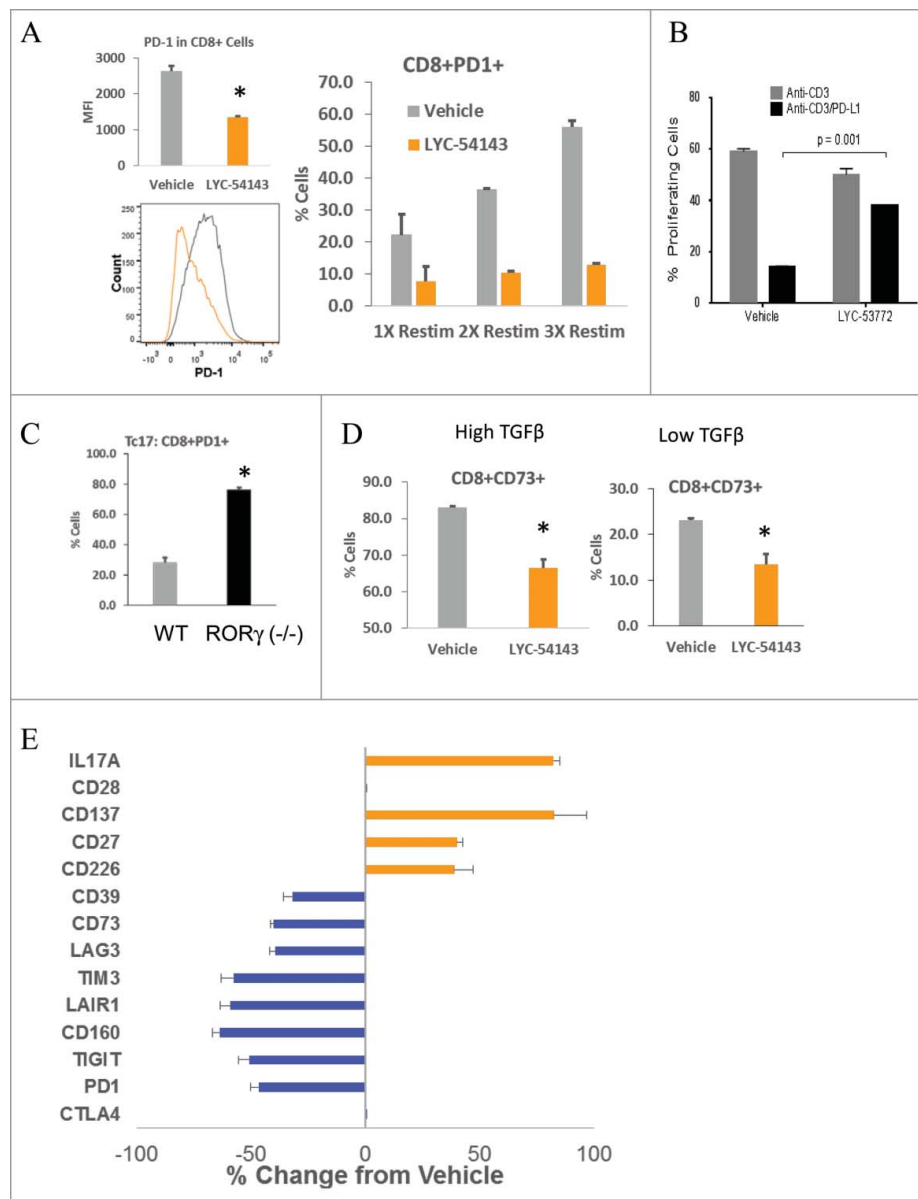 A
PD-1 in CD8+ Cells
3000
2000
1000
0
MFI
*
Vehicle LYC-54143
250
200
150
100
50
0
Count
-10³ 0 10³ 10⁴ 10⁵
PD-1
CD8+PD1+
70.0
60.0
50.0
40.0
30.0
20.0
10.0
0.0
% Cells
Vehicle
LYC-54143
1X Restim 2X Restim 3X Restim
B
Anti-CD3
Anti-CD3/PD-L1
p = 0.001
80
60
40
20
0
% Proliferating Cells
Vehicle LYC-53772
C
Tc17: CD8+PD1+
100.0
80.0
60.0
40.0
20.0
0.0
% Cells
*
WT RORγ (-/-)
D
High TGFβ
CD8+CD73+
90.0
80.0
70.0
60.0
50.0
% Cells
*
Vehicle LYC-54143
Low TGFβ
CD8+CD73+
30.0
20.0
10.0
0.0
% Cells
*
Vehicle LYC-54143
E
IL17A
CD28
CD137
CD27
CD226
CD39
CD73
LAG3
TIM3
LAIR1
CD160
TIGIT
PD1
CTLA4
-100 -50 0 50 100
% Change from Vehicle